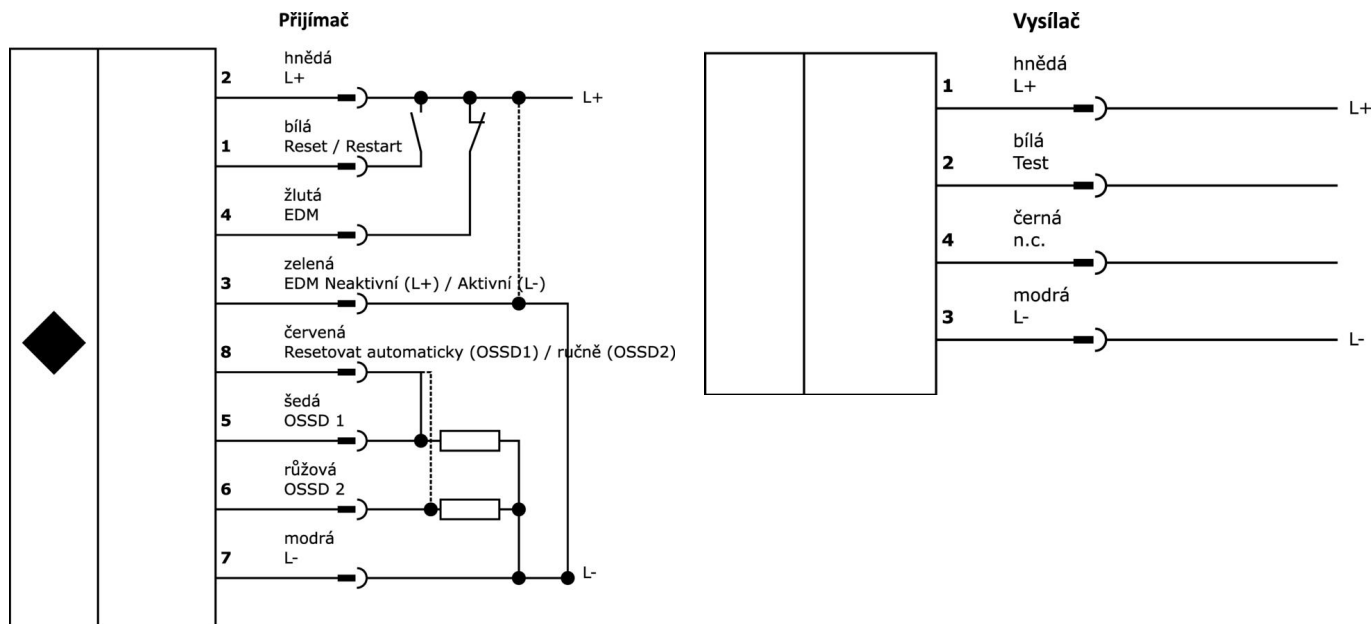 Přijímač
hnědá
2 L+
L+
bílá
1 Reset / Restart
žlutá
4 EDM
zelená
3 EDM Neaktivní (L+) / Aktivní (L-)
červená
8 Resetovat automaticky (OSSD1) / ručně (OSSD2)
šedá
5 OSSD 1
růžová
6 OSSD 2
modrá
7 L-
L-
Vysílač
hnědá
1 L+
L+
bílá
2 Test
černá
4 n.c.
modrá
3 L-
L-